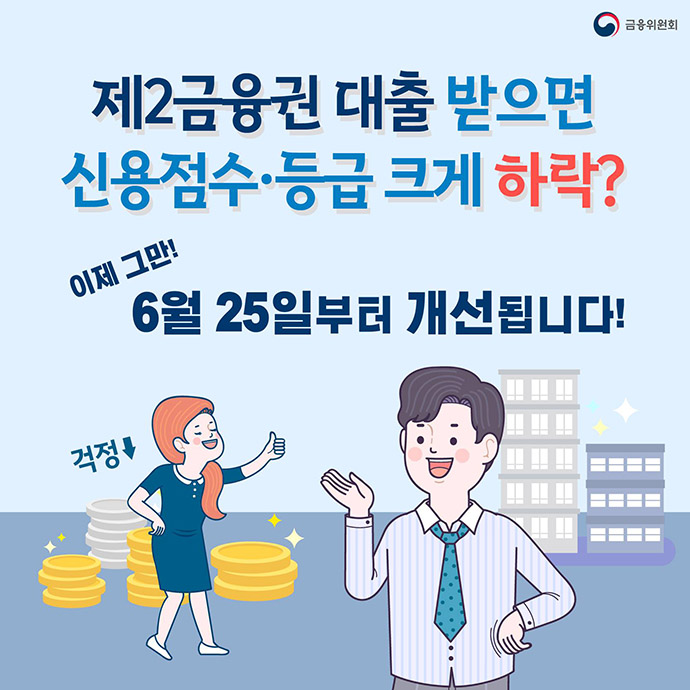 금융위원회
제2금융권 대출 받으면
신용점수·등급 크게 하락?
이제 그만!
6월 25일부터 개선됩니다!
걱정↓